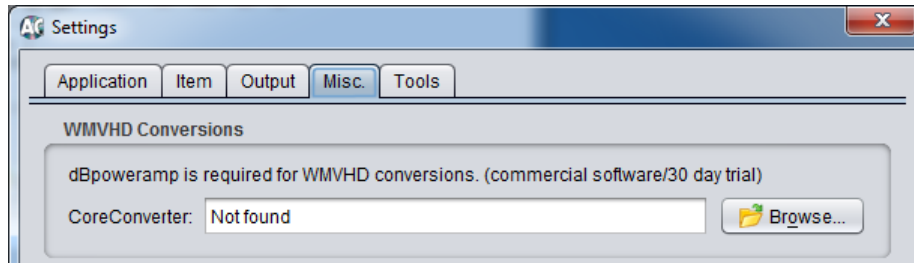 AG Settings X
Application Item Output Misc. Tools
WMVHD Conversions
dBpoweramp is required for WMVHD conversions. (commercial software/30 day trial)
CoreConverter: Not found Browse...